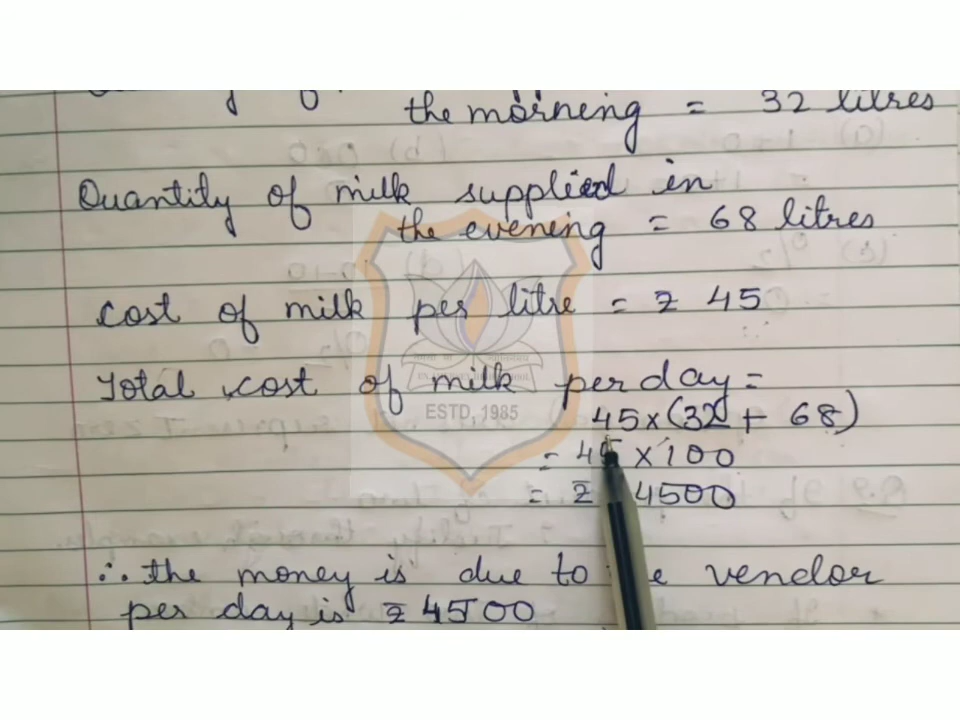 the morning = 32 litres
Quantity of milk supplied in
the evening = 68 litres
Cost of milk per litre = ₹ 45
Total cost of milk per day =
45×(32 + 68)
= 45 ×100
= ₹ 4500
∴ the money is due to vendor
per day is ₹ 4500
ESTD, 1985